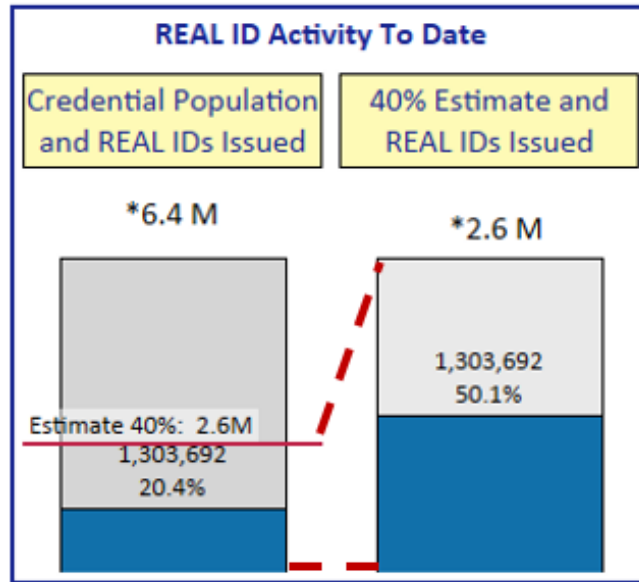 REAL ID Activity To Date
Credential Population
and REAL IDs Issued
40% Estimate and
REAL IDs Issued
*6.4 M
*2.6 M
Estimate 40%: 2.6M
1,303,692
20.4%
1,303,692
50.1%